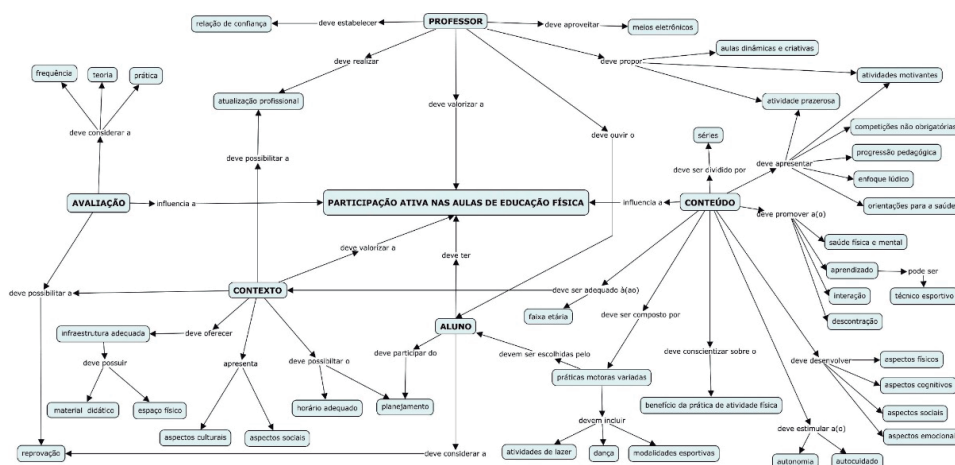 PROFESSOR
relação de confiança
deve estabelecer
deve aproveitar
meios eletrônicos
deve realizar
deve propor
aulas dinâmicas e criativas
atividades motivantes
atividade prazerosa
frequência
teoria
prática
atualização profissional
deve valorizar a
deve ouvir o
séries
competições não obrigatórias
deve considerar a
deve possibilitar a
deve ser dividido por
deve apresentar
progressão pedagógica
enfoque lúdico
orientações para a saúde
AVALIAÇÃO
influencia a
PARTICIPAÇÃO ATIVA NAS AULAS DE EDUCAÇÃO FÍSICA
influencia a
CONTEÚDO
deve promover a(o)
saúde física e mental
deve valorizar a
deve ter
aprendizado
pode ser
técnico esportivo
interação
descontração
deve possibilitar a
CONTEXTO
deve ser adequado à(ao)
faixa etária
deve ser composto por
infraestrutura adequada
deve oferecer
ALUNO
deve possuir
apresenta
deve possibiltar o
deve participar do
devem ser escolhidas pelo
deve conscientizar sobre o
deve desenvolver
aspectos físicos
práticas motoras variadas
aspectos cognitivos
material didático
espaço físico
horário adequado
planejamento
benefício da prática de atividade física
aspectos sociais
devem incluir
deve estimular a(o)
aspectos culturais
aspectos sociais
aspectos emocional
reprovação
deve considerar a
atividades de lazer
dança
modalidades esportivas
autonomia
autocuidado